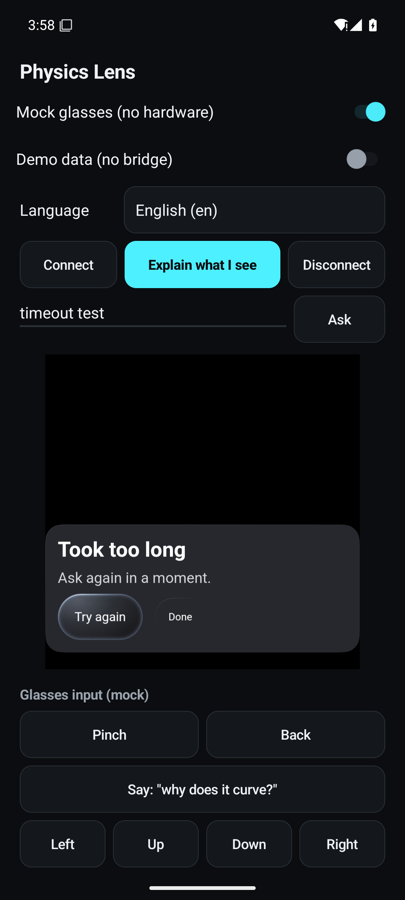 3:58
Physics Lens
Mock glasses (no hardware)
Demo data (no bridge)
Language English (en)
Connect Explain what I see Disconnect
timeout test Ask
Took too long
Ask again in a moment.
Try again Done
Glasses input (mock)
Pinch Back
Say: "why does it curve?"
Left Up Down Right